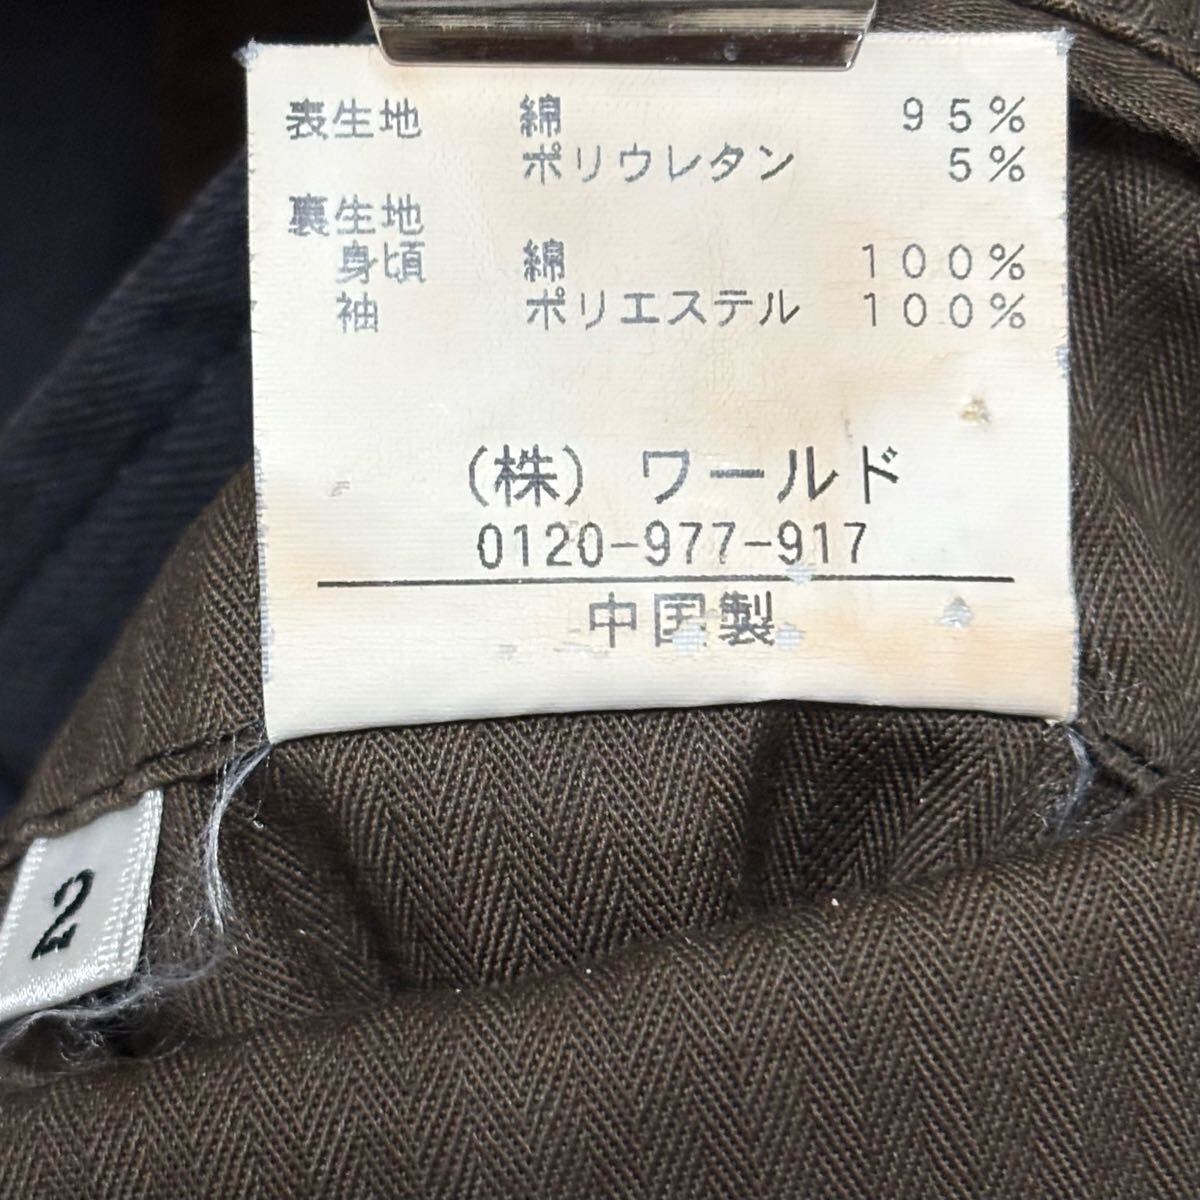 表生地 綿 95%
ポリウレタン 5%
裏生地
身頃 綿 100%
袖 ポリエステル 100%
(株) ワールド
0120-977-917
中国製
2